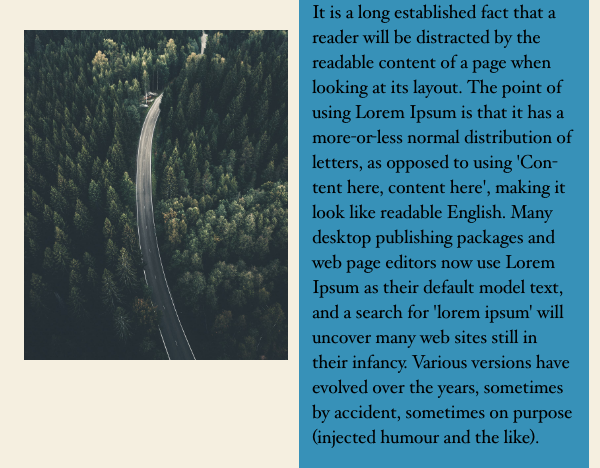 It is a long established fact that a
reader will be distracted by the
readable content of a page when
looking at its layout. The point of
using Lorem Ipsum is that it has a
more-or-less normal distribution of
letters, as opposed to using 'Con-
tent here, content here', making it
look like readable English. Many
desktop publishing packages and
web page editors now use Lorem
Ipsum as their default model text,
and a search for 'lorem ipsum' will
uncover many web sites still in
their infancy. Various versions have
evolved over the years, sometimes
by accident, sometimes on purpose
(injected humour and the like).